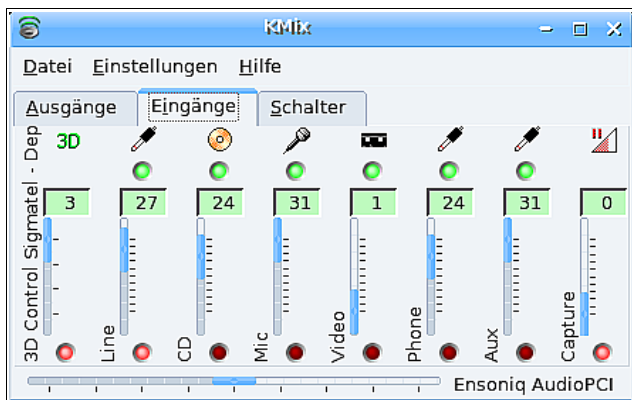 KMix
Datei Einstellungen Hilfe
Ausgänge Eingänge Schalter
3D
3 27 24 31 1 24 31 0
3D Control Sigmatel - Dep
Line
CD
Mic
Video
Phone
Aux
Capture
Ensoniq AudioPCI